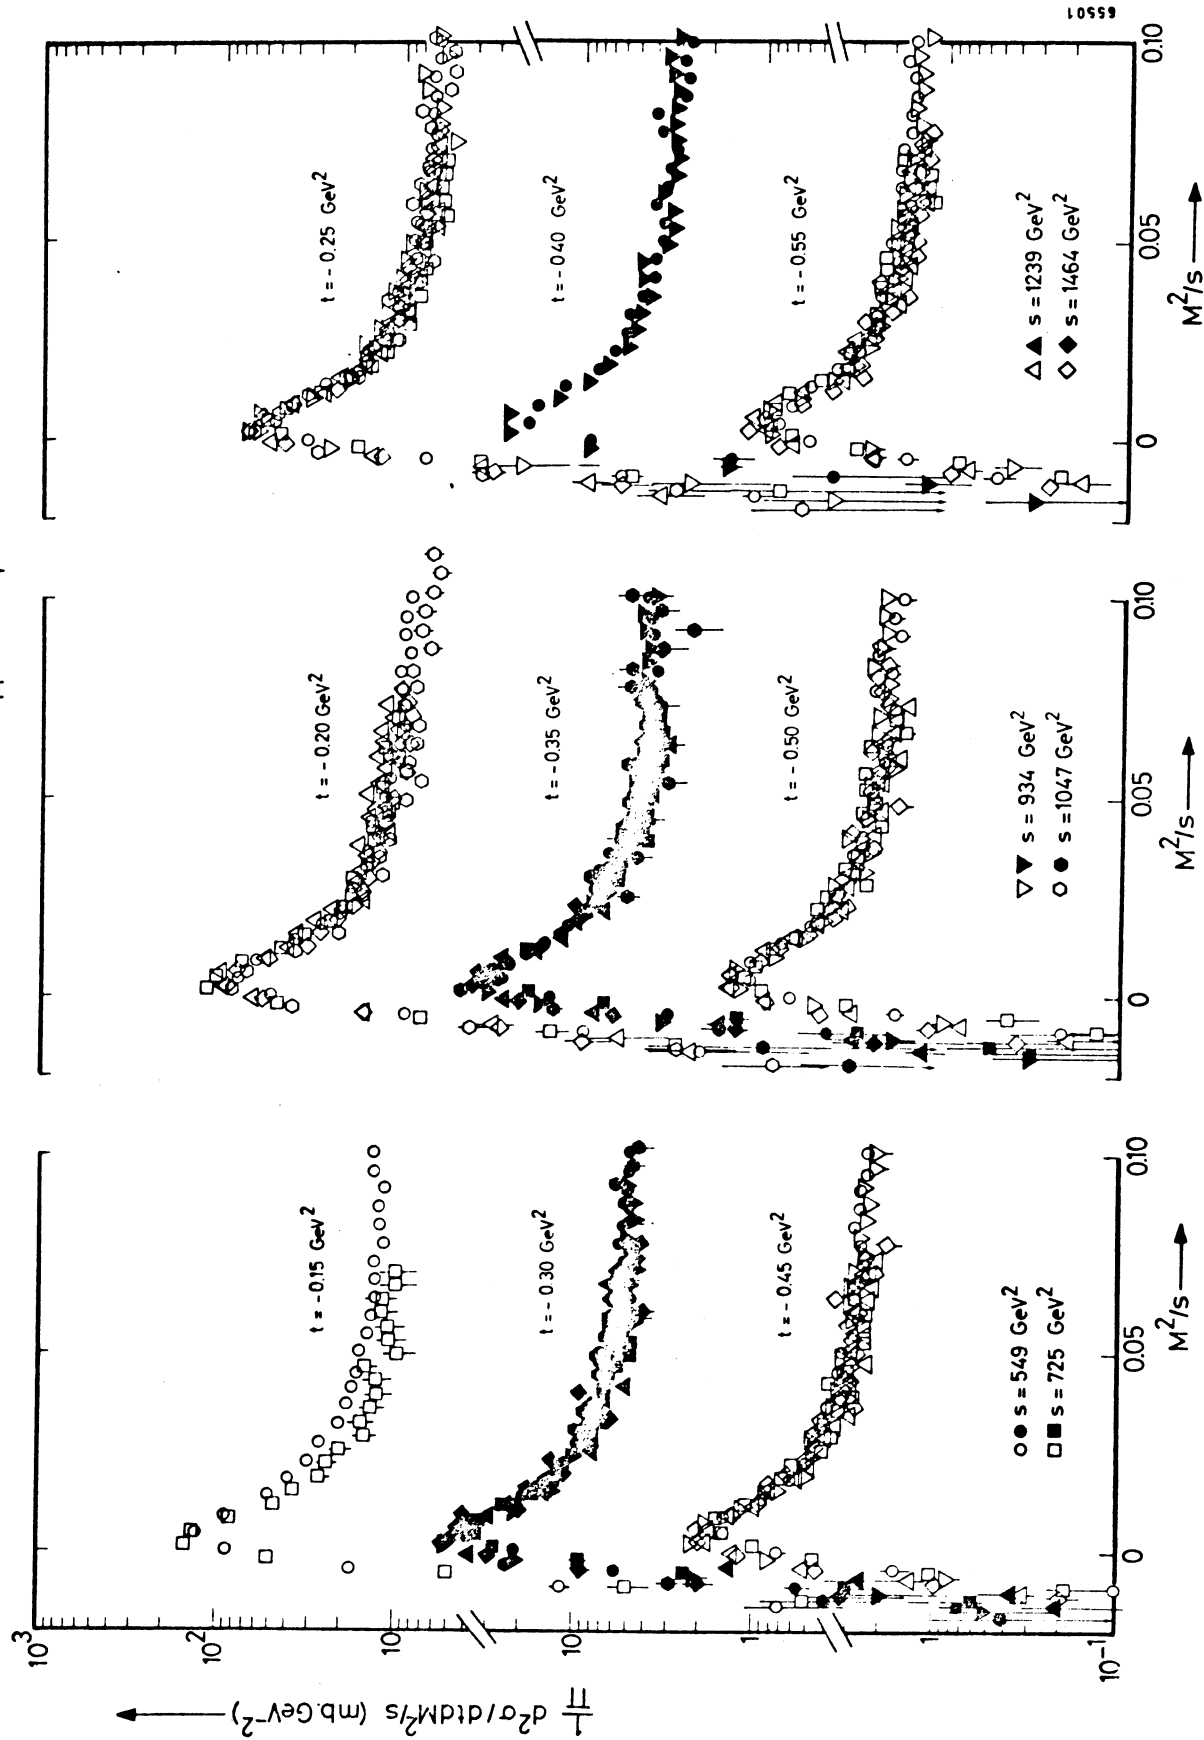 1/π d²σ/dtdM²/s (mb.GeV⁻²)
10³
10²
10
10
1
1
10⁻¹
t = -0.15 GeV²
t = -0.30 GeV²
t = -0.45 GeV²
○ ● s = 549 GeV²
□ ■ s = 725 GeV²
0
0.05
0.10
M²/s
t = -0.20 GeV²
t = -0.35 GeV²
t = -0.50 GeV²
▽ ▼ s = 934 GeV²
○ ● s = 1047 GeV²
0
0.05
0.10
M²/s
t = -0.25 GeV²
t = -0.40 GeV²
t = -0.55 GeV²
△ ▲ s = 1239 GeV²
◇ ◆ s = 1464 GeV²
0
0.05
0.10
M²/s
65501